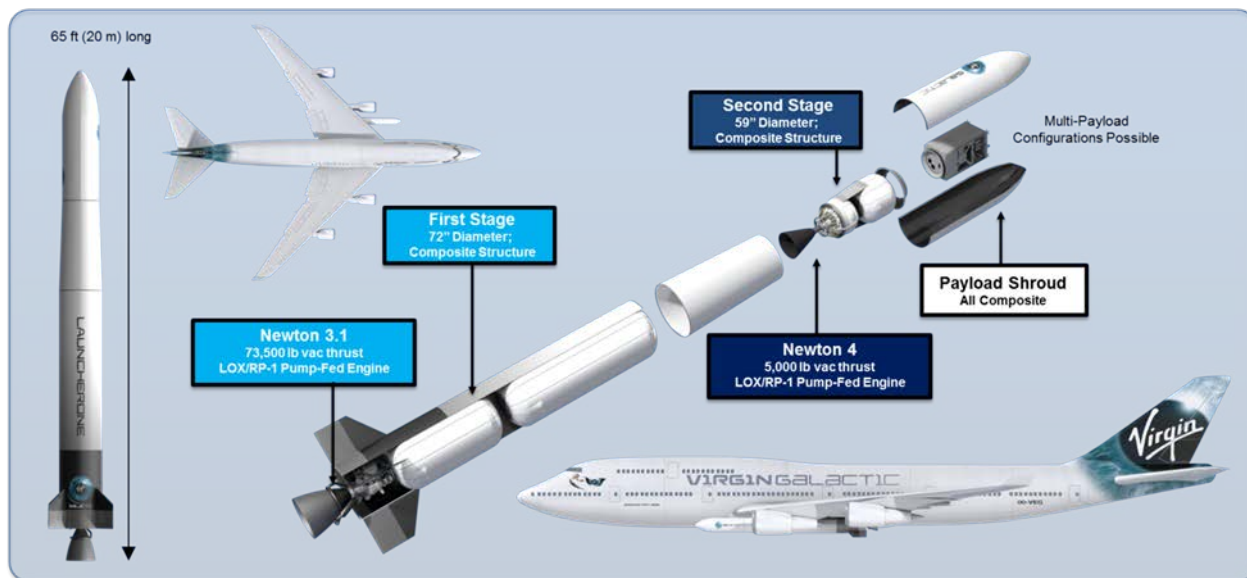 65 ft (20 m) long
LAUNCHERONE
First Stage
72" Diameter;
Composite Structure
Newton 3.1
73,500 lb vac thrust
LOX/RP-1 Pump-Fed Engine
Second Stage
59" Diameter;
Composite Structure
GALACTIC
Multi-Payload
Configurations Possible
Payload Shroud
All Composite
Newton 4
5,000 lb vac thrust
LOX/RP-1 Pump-Fed Engine
VIRGIN GALACTIC
Virgin